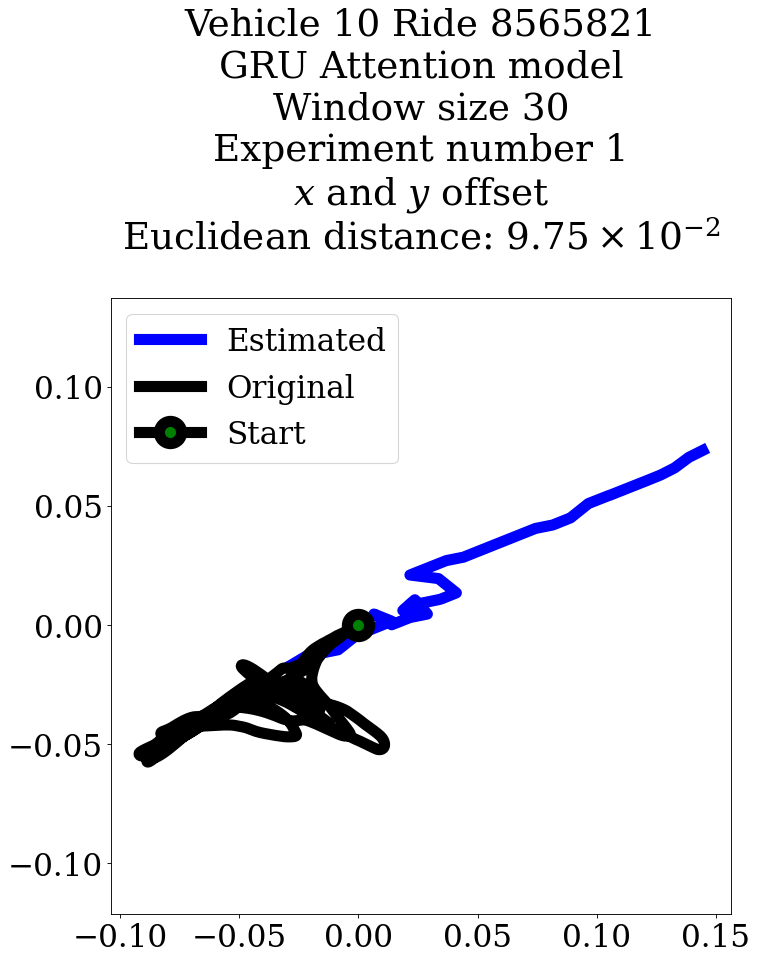 Vehicle 10 Ride 8565821
GRU Attention model
Window size 30
Experiment number 1
x and y offset
Euclidean distance: 9.75 × 10⁻²
Estimated
Original
Start
0.10
0.05
0.00
−0.05
−0.10
−0.10 −0.05 0.00 0.05 0.10 0.15